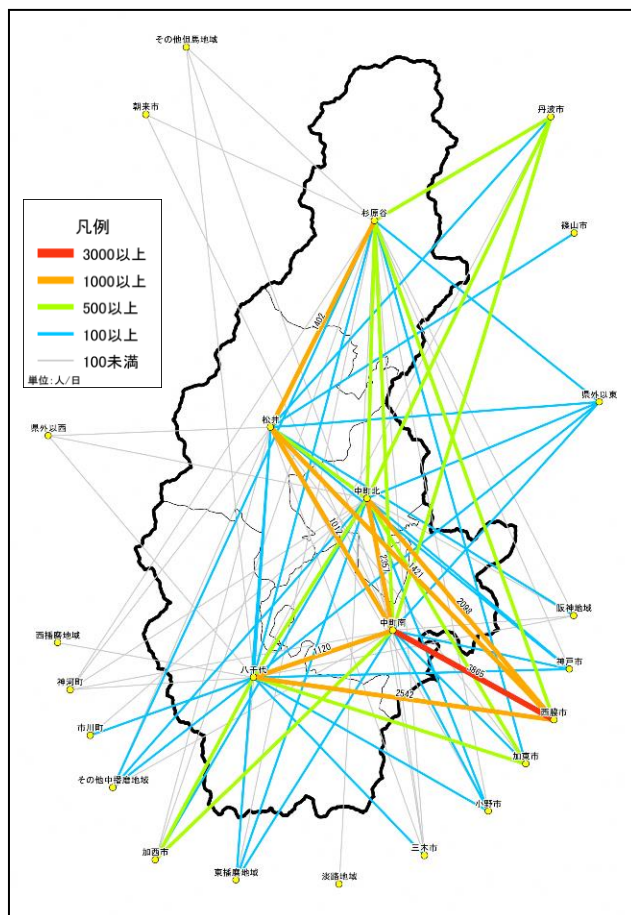 その他但馬地域
朝来市
丹波市
杉原谷
篠山市
凡例
3000以上
1000以上
500以上
100以上
100未満
単位:人/日
1402
県外以東
松井
県外以西
中町北
1012
2357
1421
2098
阪神地域
中町南
西播磨地域
1120
神戸市
八千代
3865
神河町
2542
西脇市
市川町
加東市
その他中播磨地域
小野市
三木市
加西市
東播磨地域
淡路地域